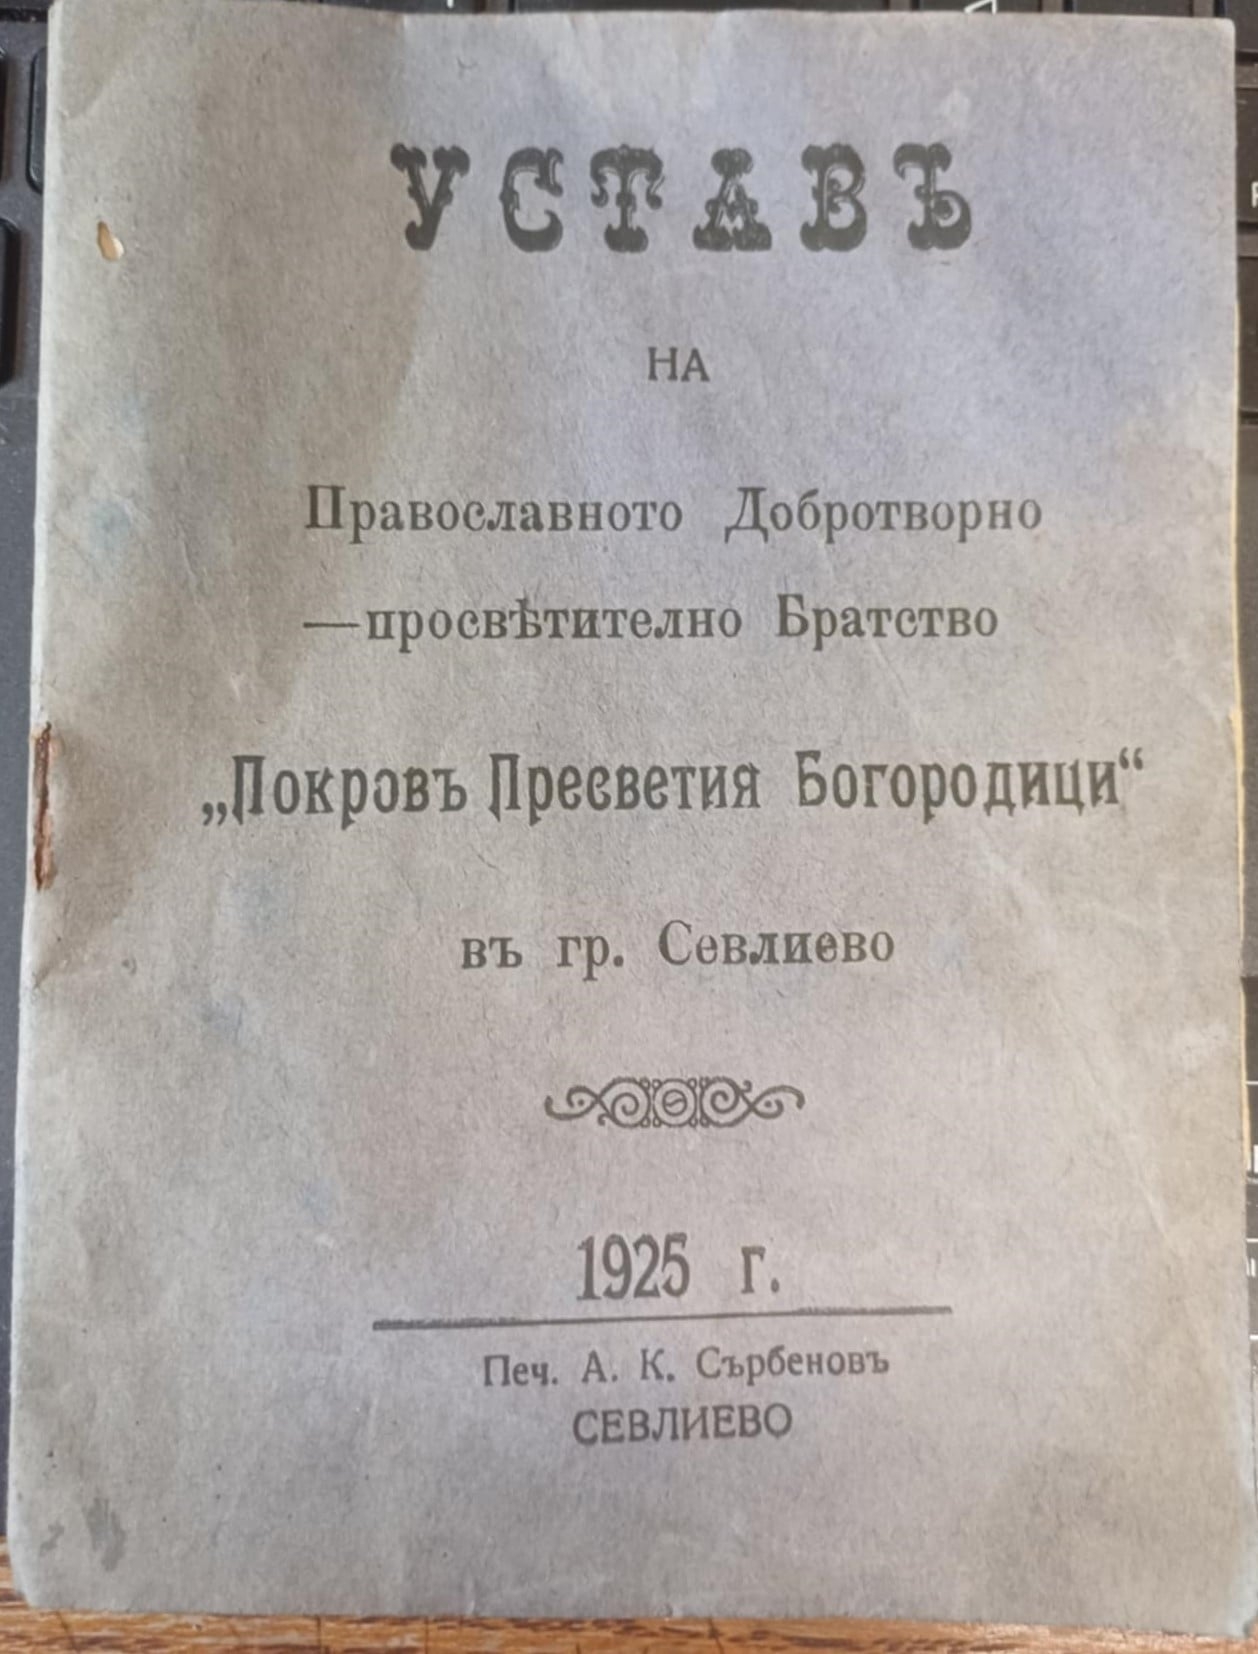 УСТАВЪ
НА
Православното Добротворно
—просвѣтително Братство
„Покровъ Пресветия Богородици“
въ гр. Севлиево
1925 г.
Печ. А. К. Сърбеновъ
СЕВЛИЕВО